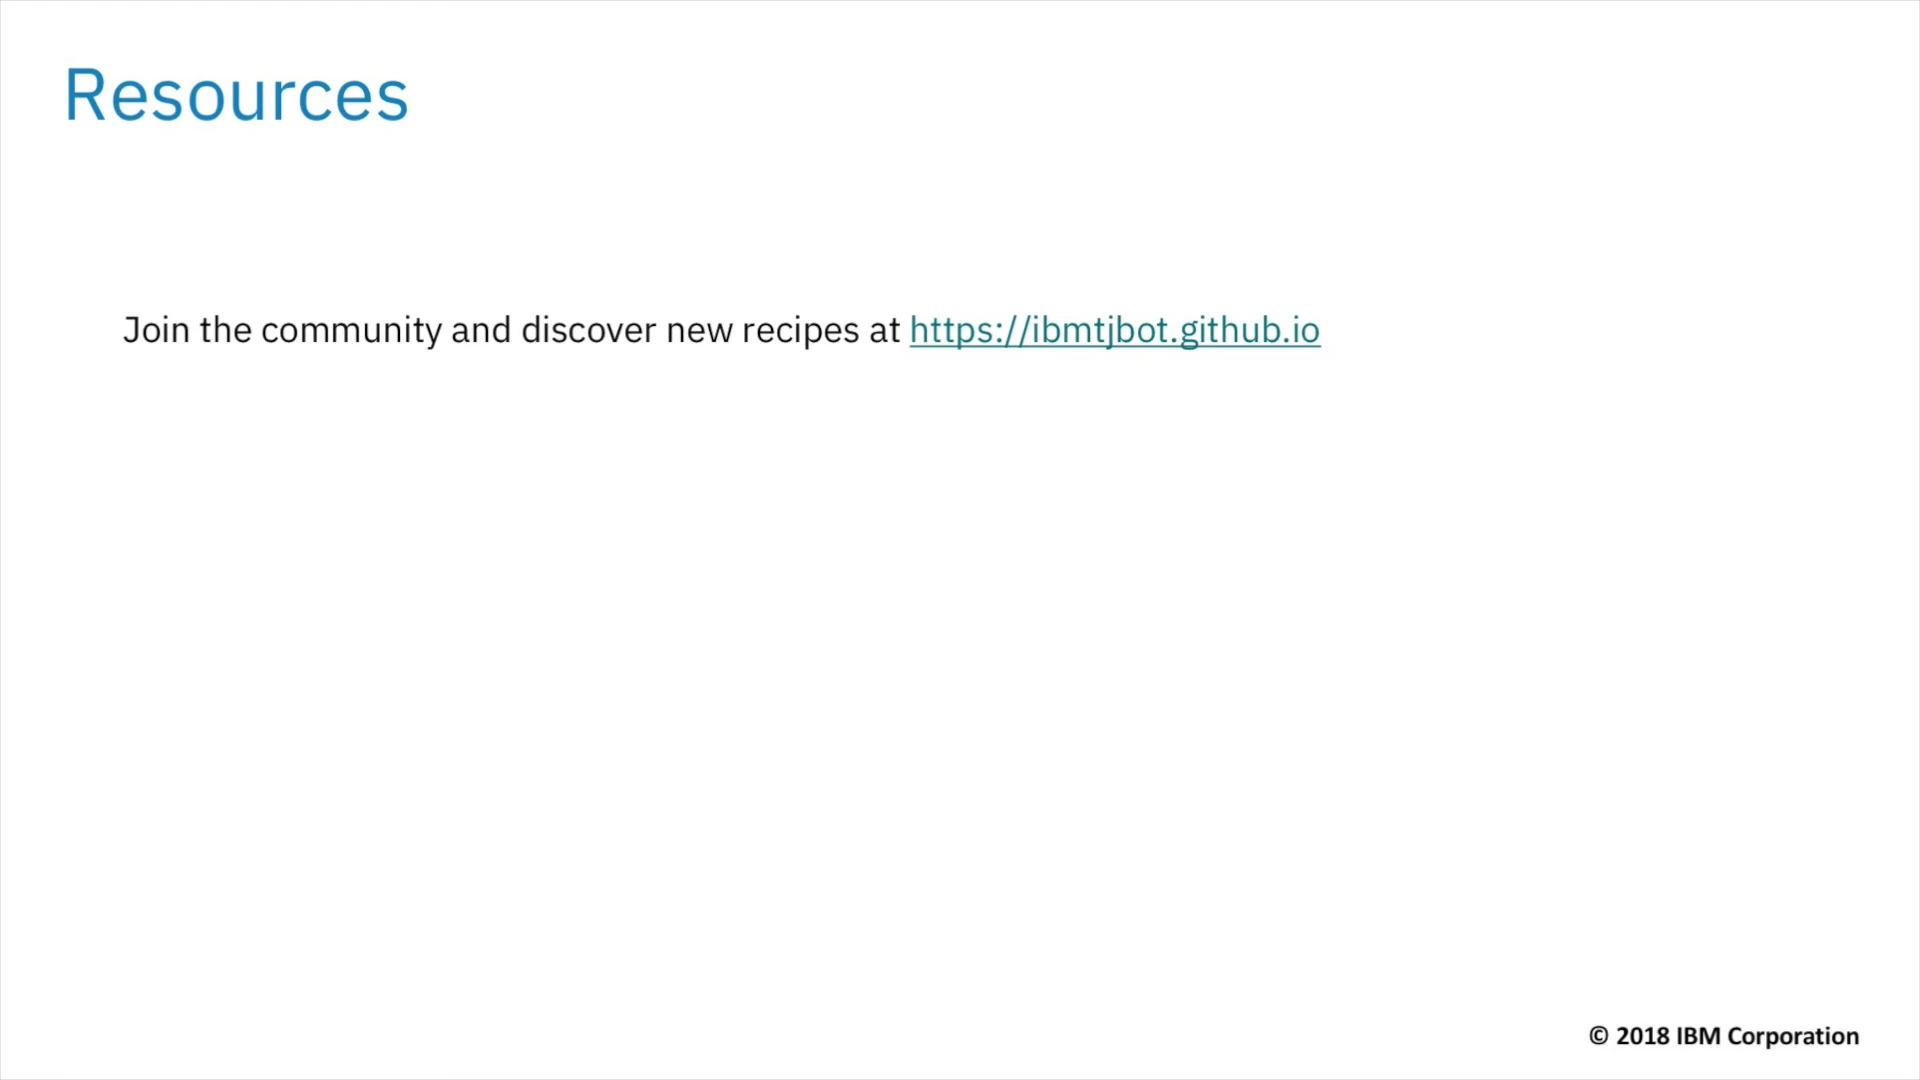 Resources
Join the community and discover new recipes at https://ibmtjbot.github.io
© 2018 IBM Corporation